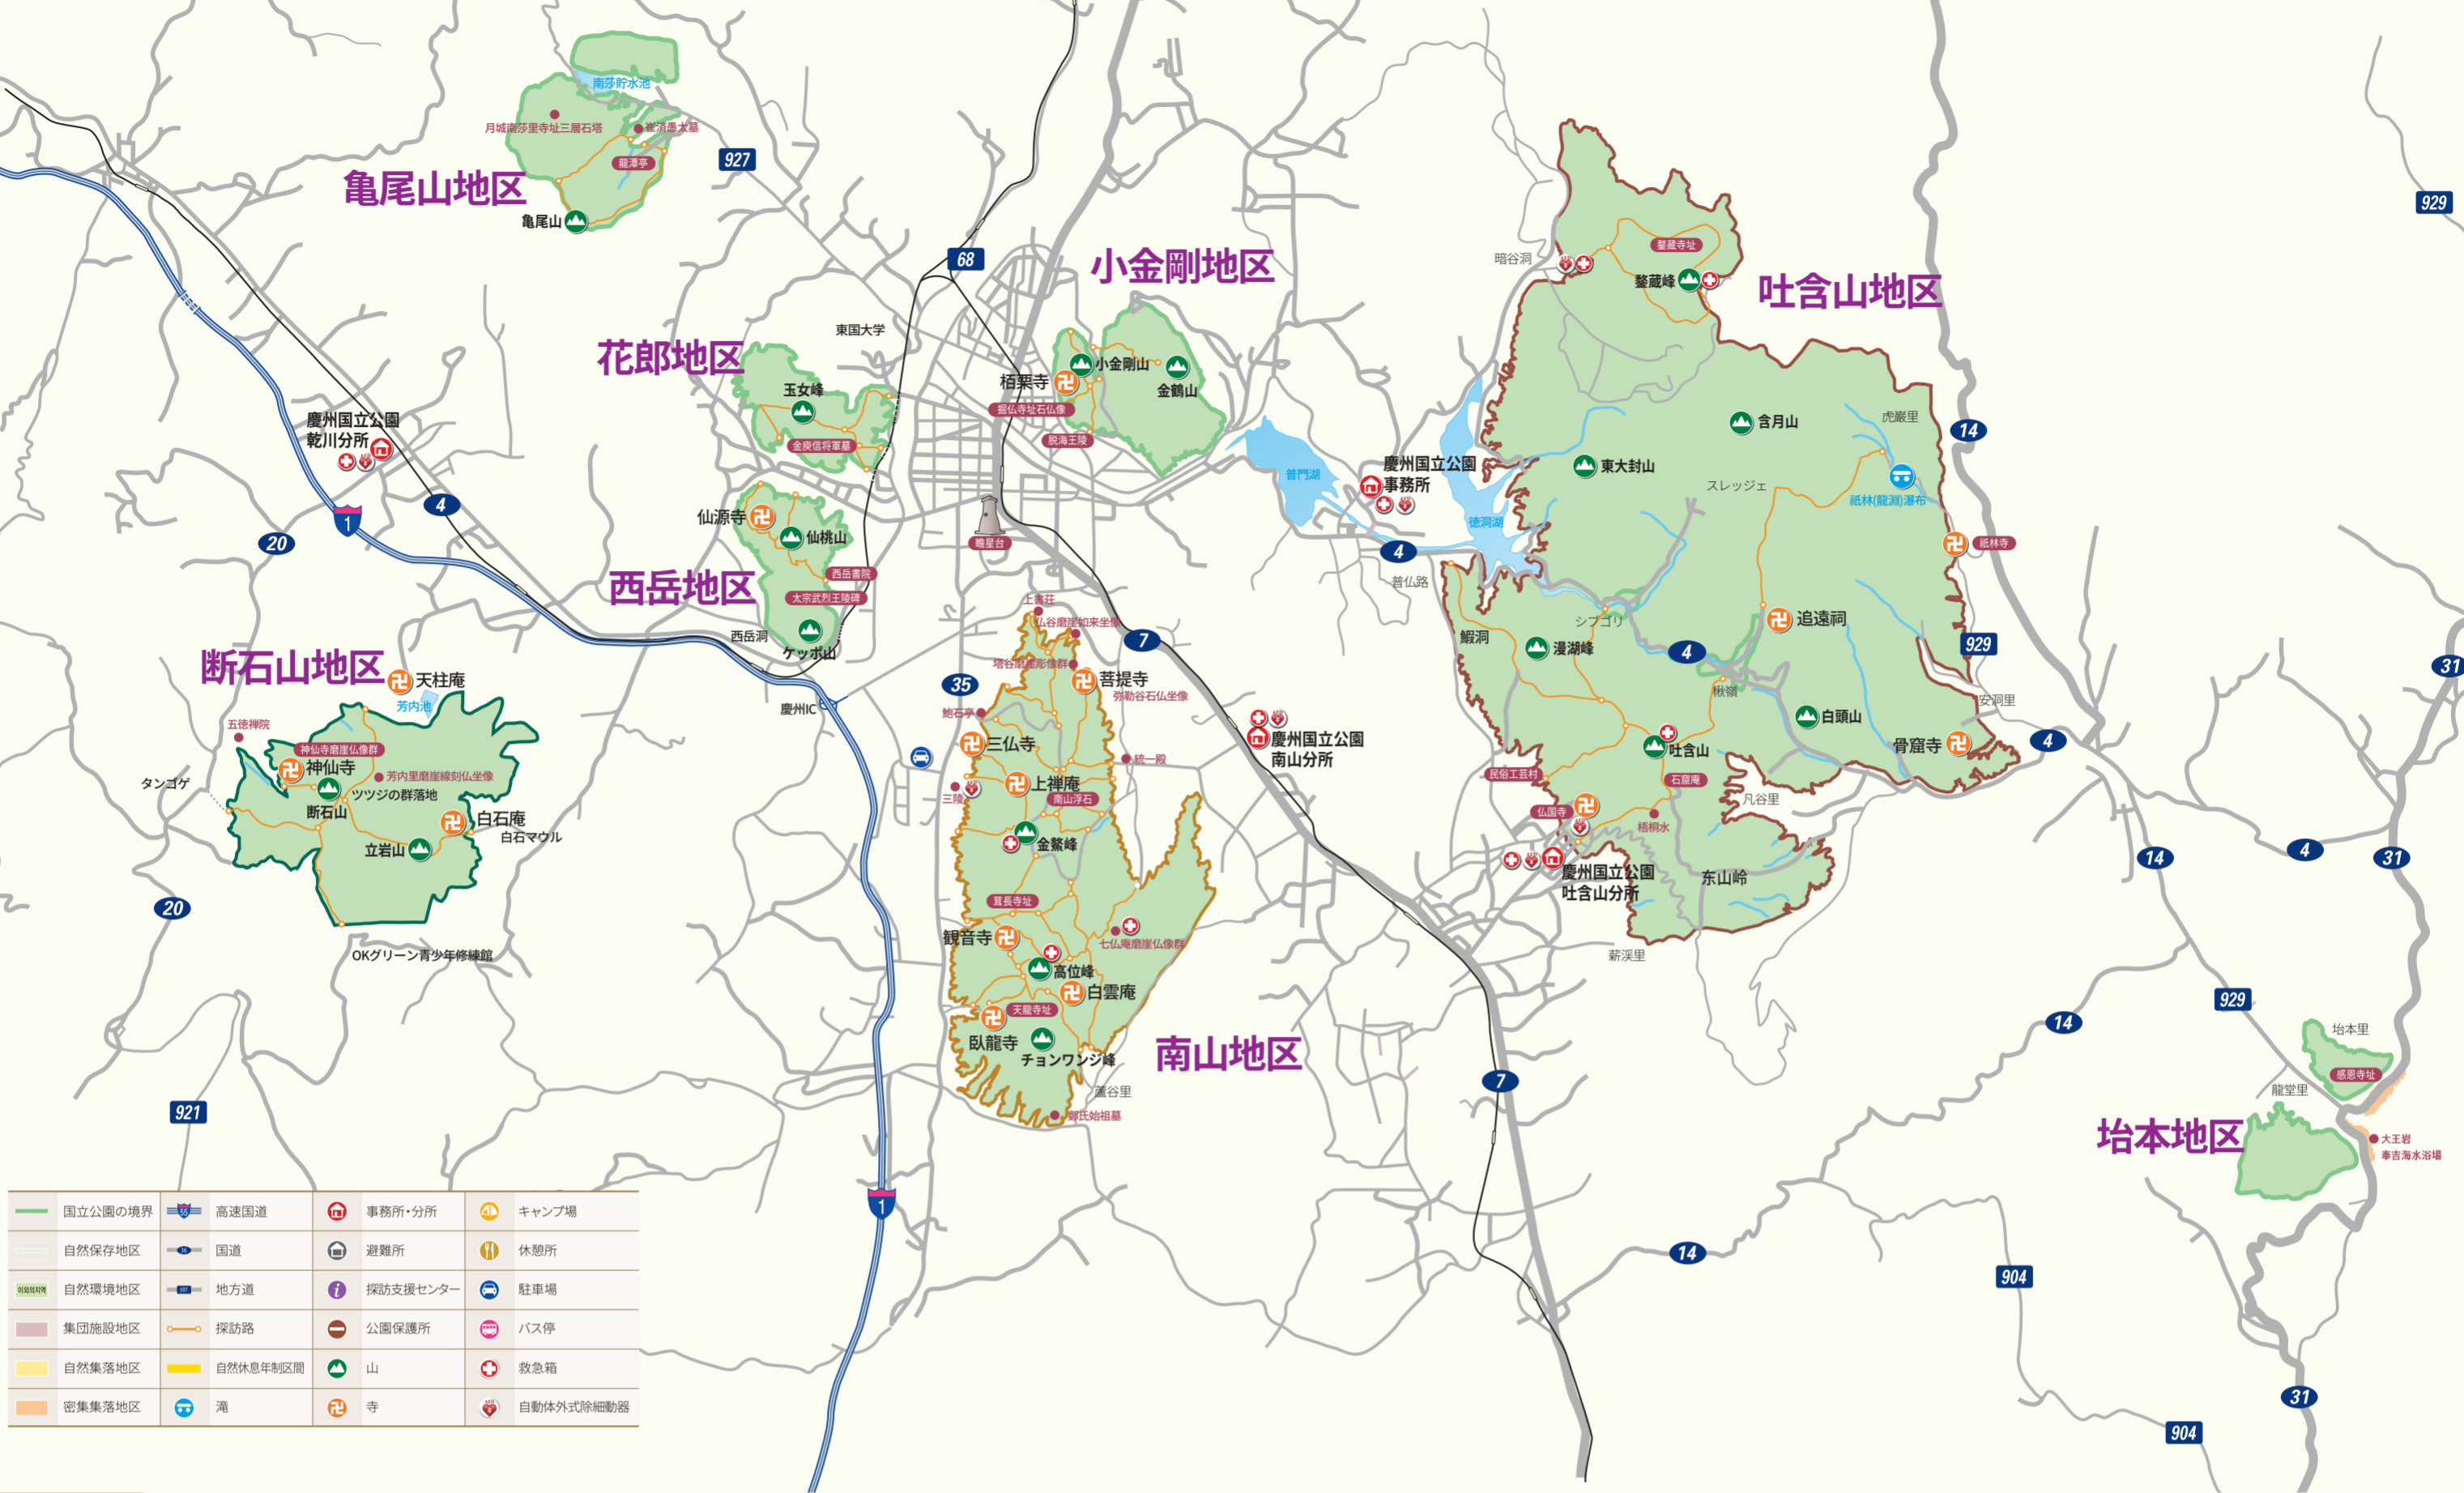 南莎貯水池
月城南莎里寺址三層石塔
崔済愚太墓
龍潭亭
亀尾山地区
亀尾山
927
929
68
小金剛地区
暗谷洞
鍪蔵寺址
鍪蔵峰
吐含山地区
花郎地区
東国大学
玉女峰
金庾信将軍墓
栢栗寺
小金剛山
金鶴山
掘仏寺址石仏像
脱海王陵
慶州国立公園
乾川分所
4
1
20
仙源寺
仙桃山
西岳書院
太宗武烈王陵碑
西岳地区
西岳洞
ケッポ山
瞻星台
普門湖
慶州国立公園
事務所
徳洞湖
4
普仏路
含月山
東大封山
スレッジェ
虎巌里
14
祇林(龍淵)瀑布
祇林寺
シブゴリ
追遠祠
929
鰕洞
漫湖峰
4
楸嶺
白頭山
安洞里
骨窟寺
4
31
断石山地区
天柱庵
芳内池
五徳禅院
神仙寺磨崖仏像群
神仙寺
芳内里磨崖線刻仏坐像
タンゴゲ
ツツジの群落地
断石山
白石庵
白石マウル
立岩山
20
OKグリーン青少年修練館
921
慶州IC
35
7
上書荘
仏谷磨崖如来坐像
塔谷磨崖彫像群
菩提寺
弥勒谷石仏坐像
鮑石亭
三仏寺
統一殿
上禅庵
三陵
南山浮石
金鰲峰
茸長寺址
観音寺
七仏庵磨崖仏像群
高位峰
白雲庵
天龍寺址
臥龍寺
チョンワンジ峰
蘆谷里
鄭氏始祖墓
南山地区
慶州国立公園
南山分所
吐含山
民俗工芸村
石窟庵
仏国寺
梧桐水
凡谷里
慶州国立公園
吐含山分所
东山岭
薪渓里
14
4
31
929
14
7
14
1
904
31
904
坮本里
感恩寺址
龍堂里
坮本地区
大王岩
奉吉海水浴場
国立公園の境界
高速国道
事務所・分所
キャンプ場
自然保存地区
国道
避難所
休憩所
이외의지역
自然環境地区
地方道
探訪支援センター
駐車場
集団施設地区
探訪路
公園保護所
バス停
自然集落地区
自然休息年制区間
山
救急箱
密集集落地区
滝
寺
自動体外式除細動器